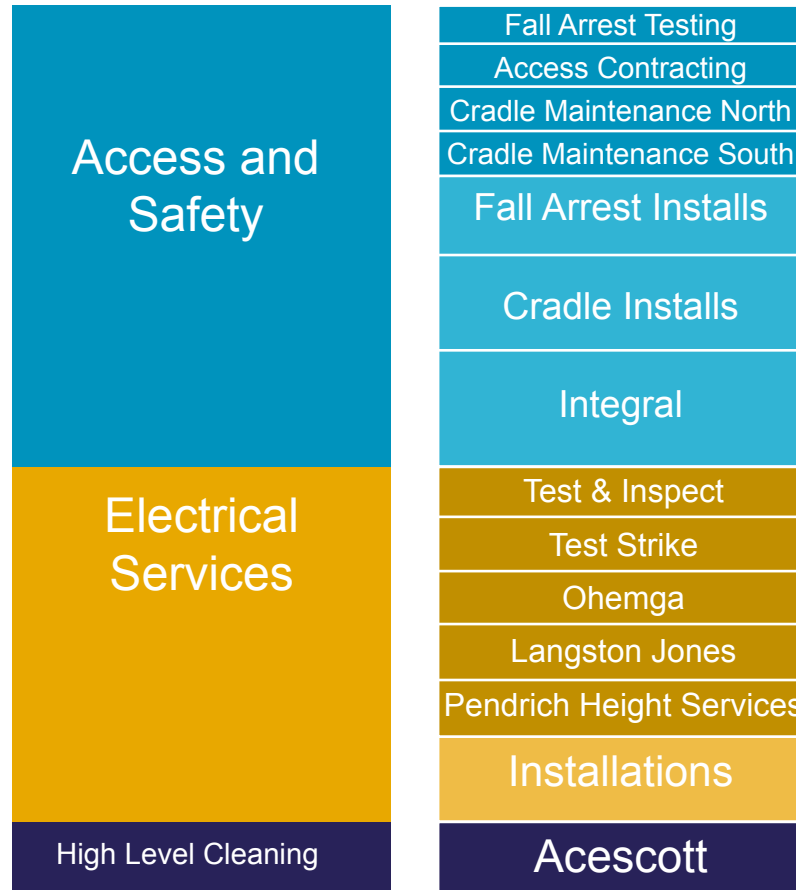 Access and
Safety
Electrical
Services
High Level Cleaning
Fall Arrest Testing
Access Contracting
Cradle Maintenance North
Cradle Maintenance South
Fall Arrest Installs
Cradle Installs
Integral
Test & Inspect
Test Strike
Ohemga
Langston Jones
Pendrich Height Services
Installations
Acescott